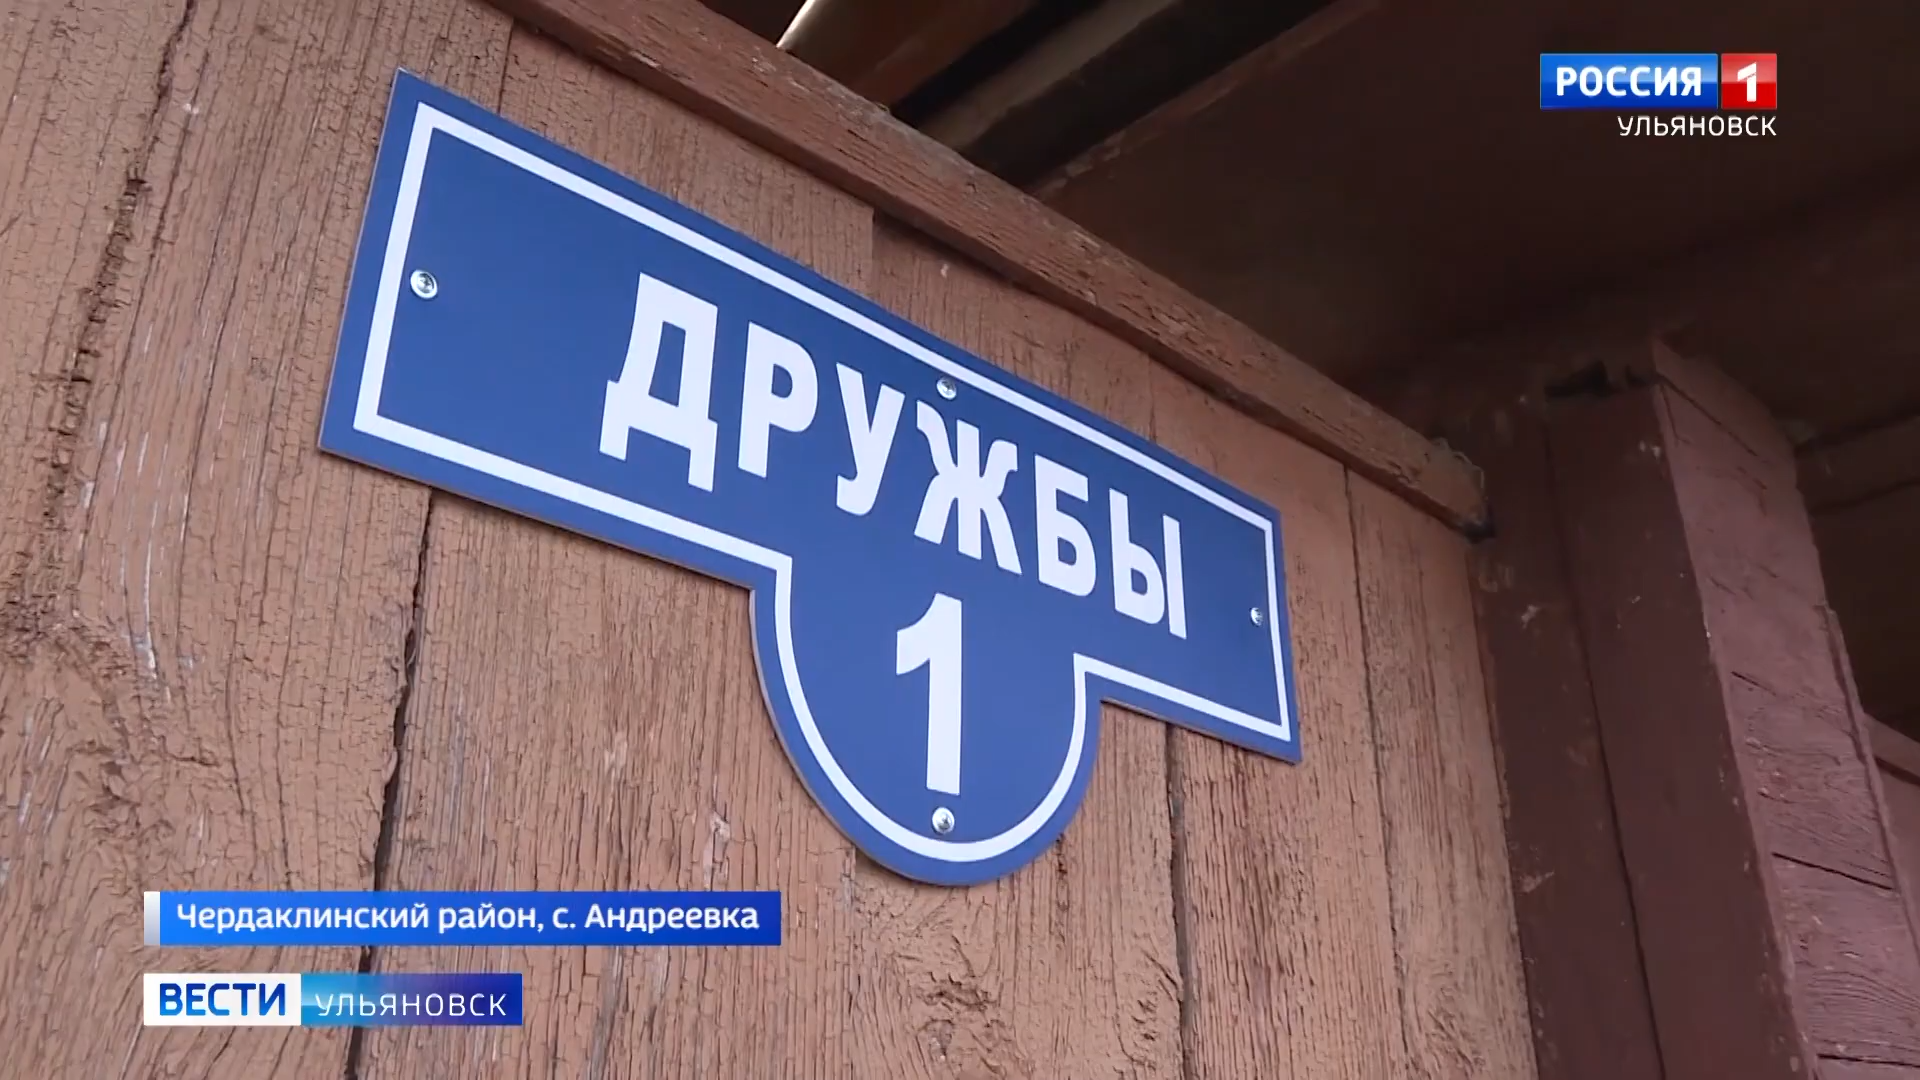 РОССИЯ 1
УЛЬЯНОВСК
ДРУЖБЫ
1
Чердаклинский район, с. Андреевка
ВЕСТИ УЛЬЯНОВСК